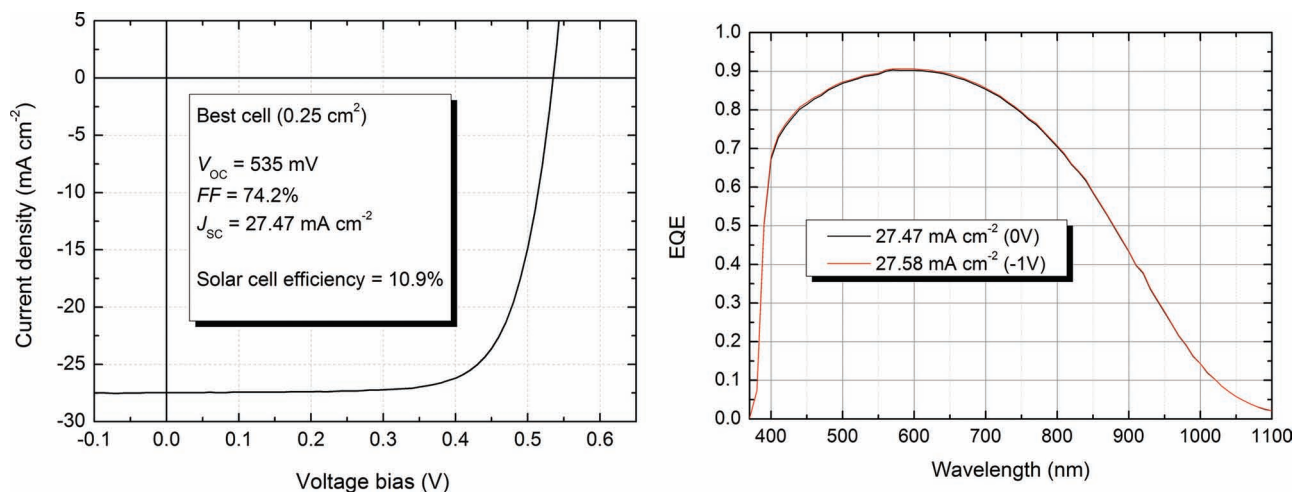 5
0
-5
-10
-15
-20
-25
-30
-0.1 0.0 0.1 0.2 0.3 0.4 0.5 0.6
Current density (mA cm⁻²)
Voltage bias (V)
Best cell (0.25 cm²)
V_OC = 535 mV
FF = 74.2%
J_SC = 27.47 mA cm⁻²
Solar cell efficiency = 10.9%
0.9
0.8
0.7
0.6
0.5
0.4
0.3
0.2
0.1
0.0
400 500 600 700 800 900 1000 1100
EQE
Wavelength (nm)
27.47 mA cm⁻² (0V)
27.58 mA cm⁻² (-1V)